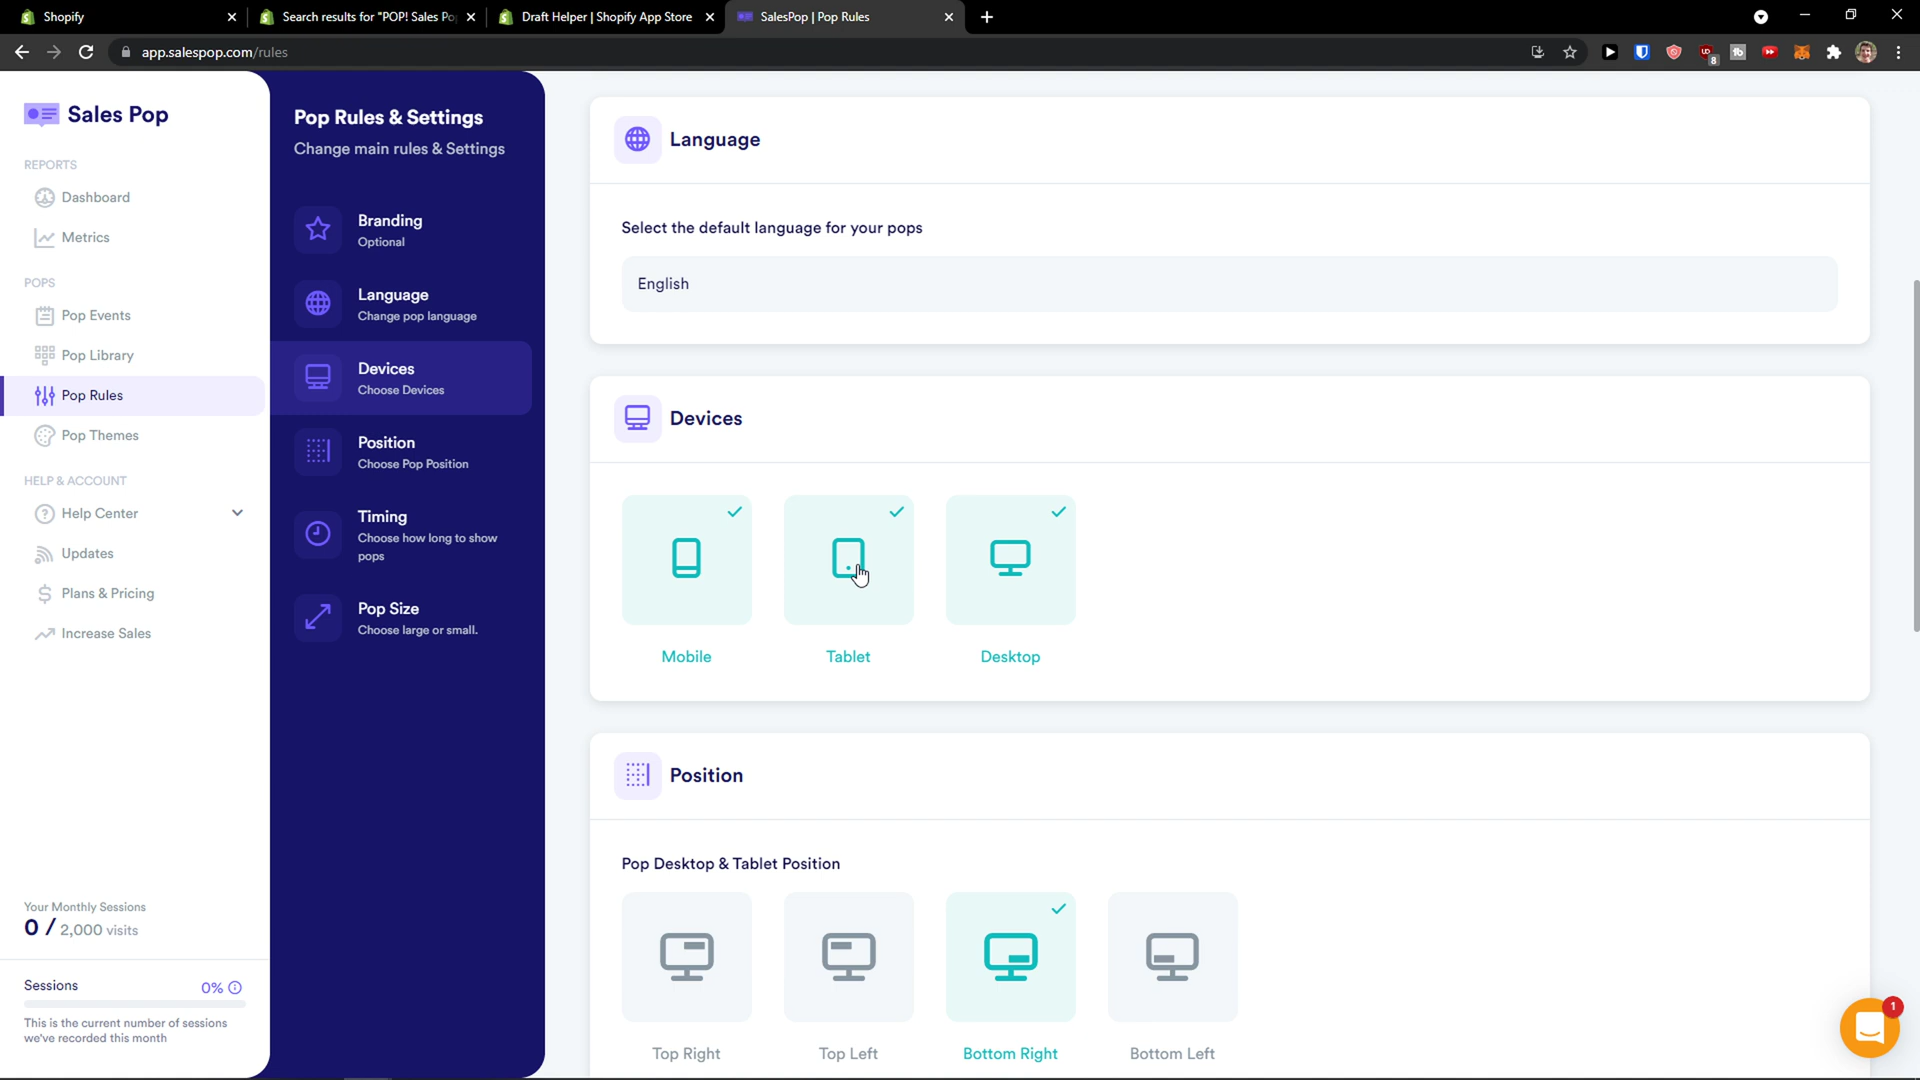 Shopify
Search results for "POP! Sales Po
Draft Helper | Shopify App Store
SalesPop | Pop Rules
app.salespop.com/rules
8
Sales Pop
REPORTS
Dashboard
Metrics
POPS
Pop Events
Pop Library
Pop Rules
Pop Themes
HELP & ACCOUNT
Help Center
Updates
Plans & Pricing
Increase Sales
Your Monthly Sessions
0 / 2,000 visits
Sessions
0%
This is the current number of sessions
we've recorded this month
Pop Rules & Settings
Change main rules & Settings
Branding
Optional
Language
Change pop language
Devices
Choose Devices
Position
Choose Pop Position
Timing
Choose how long to show
pops
Pop Size
Choose large or small.
Language
Select the default language for your pops
English
Devices
Mobile
Tablet
Desktop
Position
Pop Desktop & Tablet Position
Top Right
Top Left
Bottom Right
Bottom Left
1